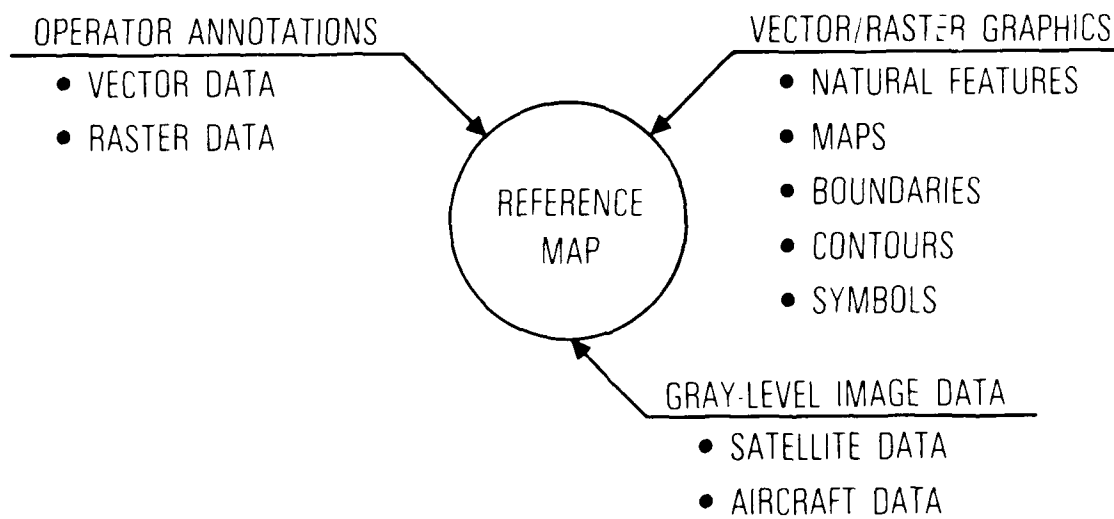 OPERATOR ANNOTATIONS
• VECTOR DATA
• RASTER DATA
VECTOR/RASTER GRAPHICS
• NATURAL FEATURES
• MAPS
• BOUNDARIES
• CONTOURS
• SYMBOLS
REFERENCE
MAP
GRAY-LEVEL IMAGE DATA
• SATELLITE DATA
• AIRCRAFT DATA